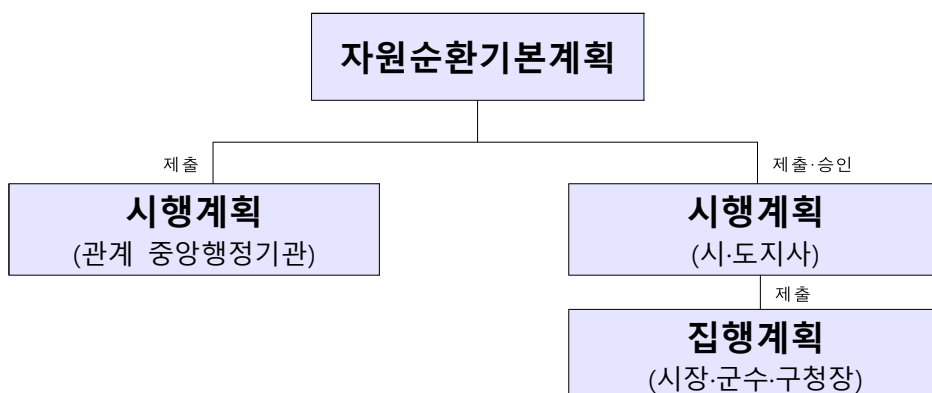 자원순환기본계획
제출
제출·승인
시행계획
(관계 중앙행정기관)
시행계획
(시·도지사)
제출
집행계획
(시장·군수·구청장)